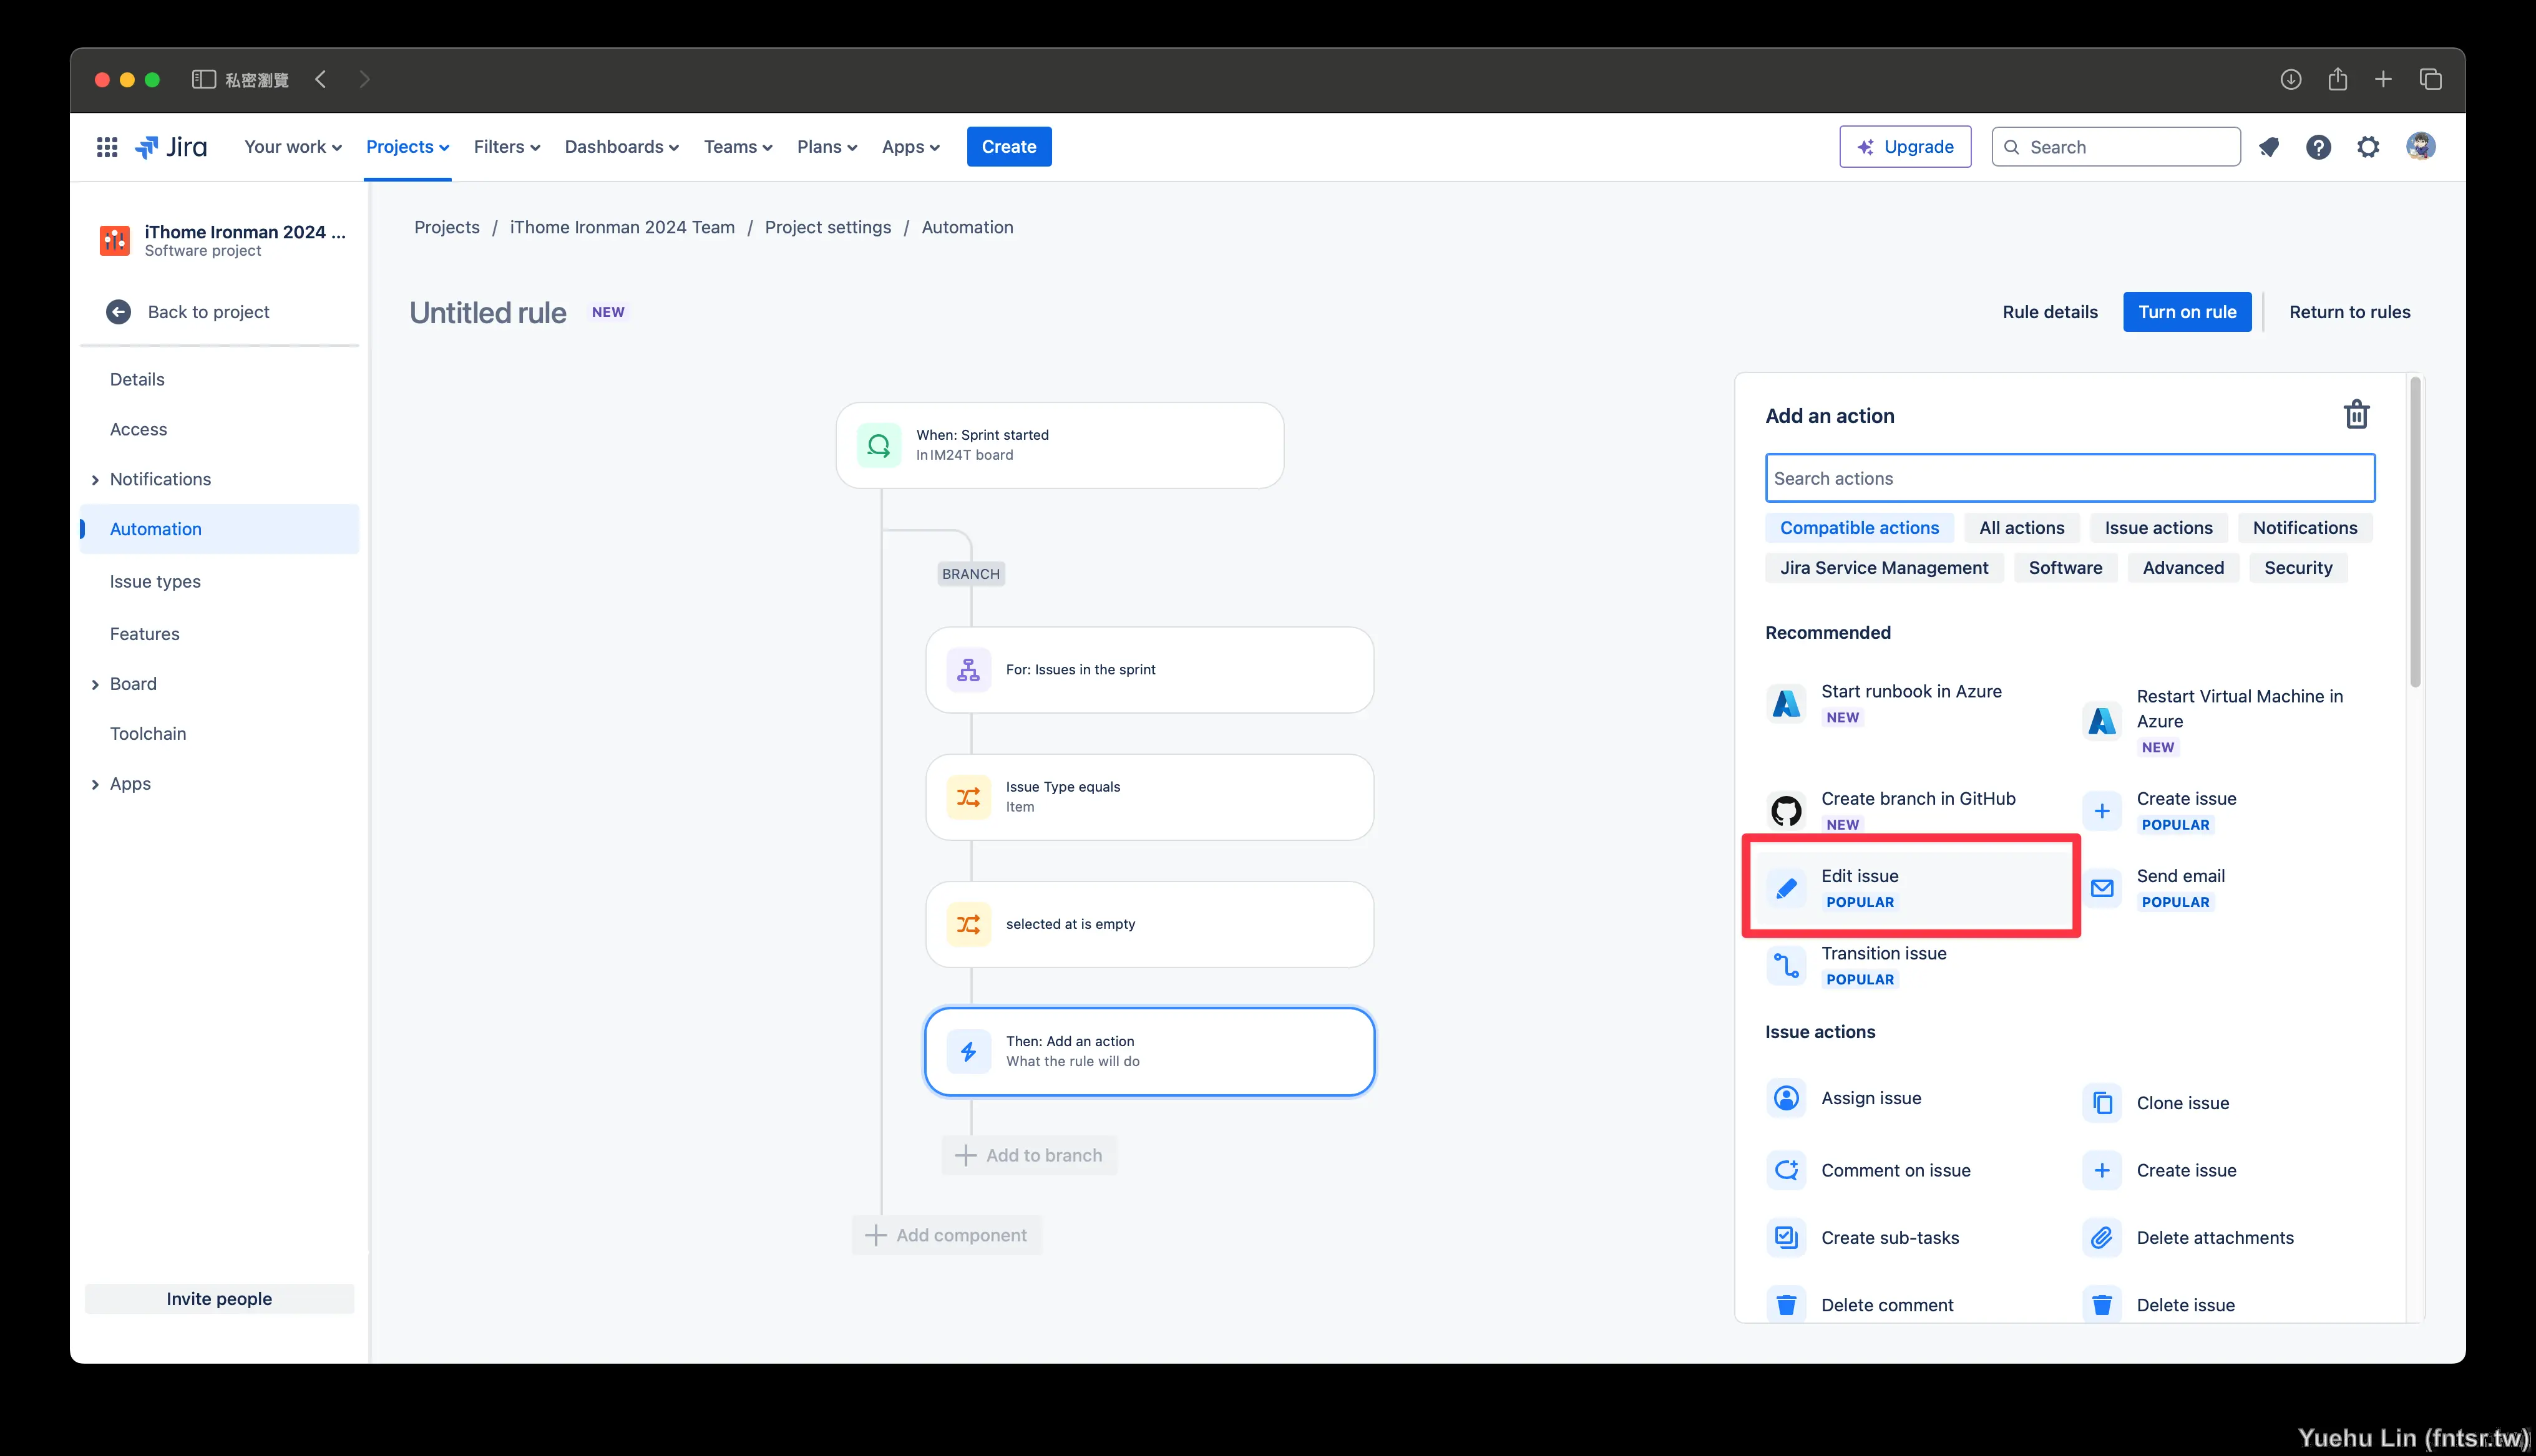 私密瀏覽
Jira
Your work
Projects
Filters
Dashboards
Teams
Plans
Apps
Create
Upgrade
Search
iThome Ironman 2024 ...
Software project
Back to project
Details
Access
Notifications
Automation
Issue types
Features
Board
Toolchain
Apps
Invite people
Projects / iThome Ironman 2024 Team / Project settings / Automation
Untitled rule NEW
Rule details
Turn on rule
Return to rules
When: Sprint started
In IM24T board
BRANCH
For: Issues in the sprint
Issue Type equals
Item
selected at is empty
Then: Add an action
What the rule will do
Add to branch
Add component
Add an action
Search actions
Compatible actions
All actions
Issue actions
Notifications
Jira Service Management
Software
Advanced
Security
Recommended
Start runbook in Azure
NEW
Restart Virtual Machine in
Azure
NEW
Create branch in GitHub
NEW
Create issue
POPULAR
Edit issue
POPULAR
Send email
POPULAR
Transition issue
POPULAR
Issue actions
Assign issue
Clone issue
Comment on issue
Create issue
Create sub-tasks
Delete attachments
Delete comment
Delete issue
Yuehu Lin (fntsr.tw)